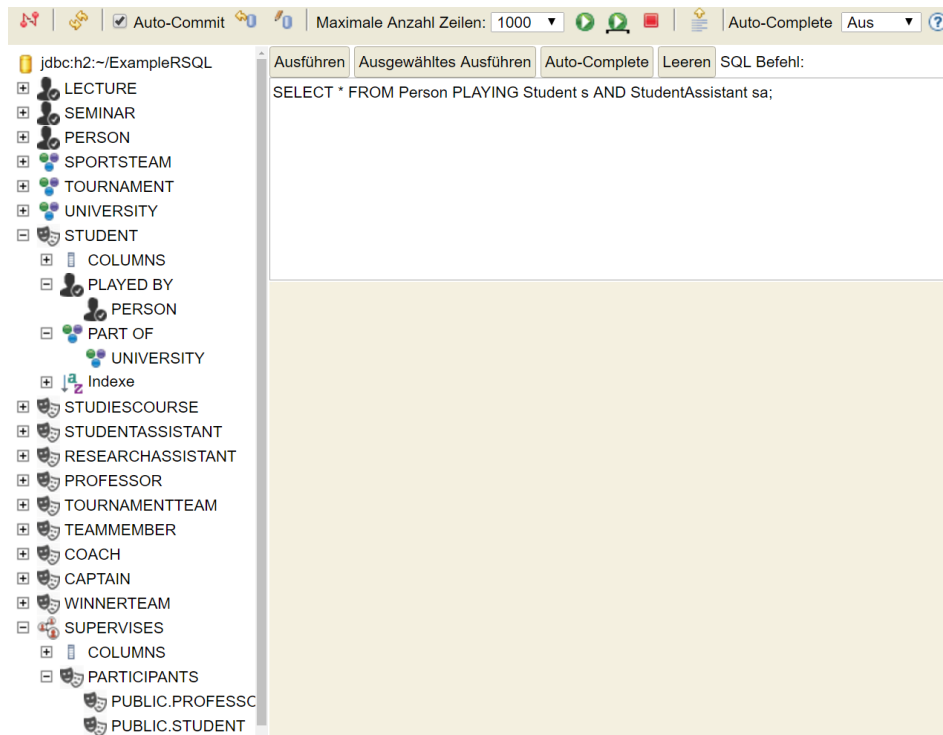 Auto-Commit Maximale Anzahl Zeilen: 1000 Auto-Complete Aus ?
jdbc:h2:~/ExampleRSQL
LECTURE
SEMINAR
PERSON
SPORTSTEAM
TOURNAMENT
UNIVERSITY
STUDENT
COLUMNS
PLAYED BY
PERSON
PART OF
UNIVERSITY
a z Indexe
STUDIESCOURSE
STUDENTASSISTANT
RESEARCHASSISTANT
PROFESSOR
TOURNAMENTTEAM
TEAMMEMBER
COACH
CAPTAIN
WINNERTEAM
SUPERVISES
COLUMNS
PARTICIPANTS
PUBLIC.PROFESSO
PUBLIC.STUDENT
Ausführen Ausgewähltes Ausführen Auto-Complete Leeren SQL Befehl:
SELECT * FROM Person PLAYING Student s AND StudentAssistant sa;